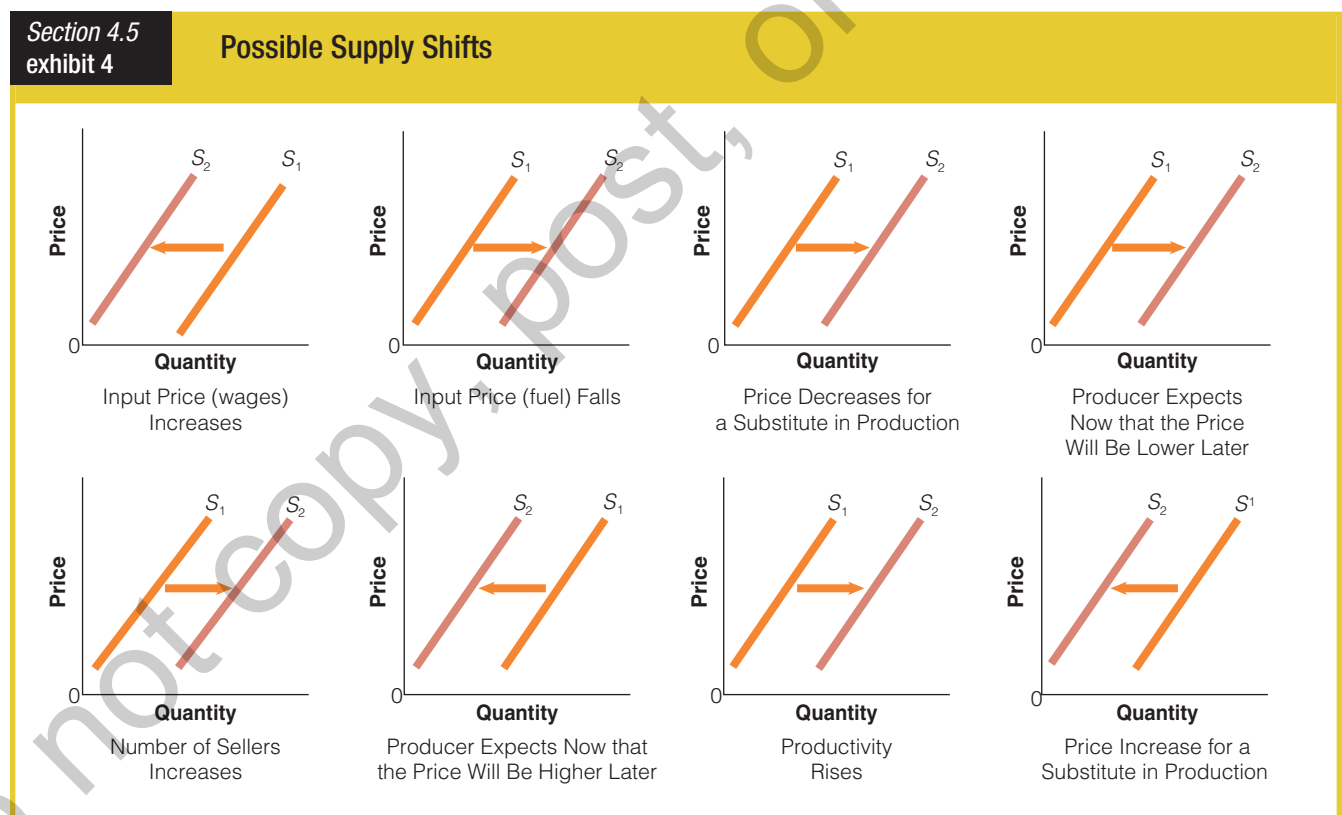 Section 4.5
exhibit 4
Possible Supply Shifts
Price
S₂
S₁
0
Quantity
Input Price (wages)
Increases
Price
S₁
S₂
0
Quantity
Input Price (fuel) Falls
Price
S₁
S₂
0
Quantity
Price Decreases for
a Substitute in Production
Price
S₁
S₂
0
Quantity
Producer Expects
Now that the Price
Will Be Lower Later
Price
S₁
S₂
0
Quantity
Number of Sellers
Increases
Price
S₂
S₁
0
Quantity
Producer Expects Now that
the Price Will Be Higher Later
Price
S₁
S₂
0
Quantity
Productivity
Rises
Price
S₂
S¹
0
Quantity
Price Increase for a
Substitute in Production
not copy, post, or